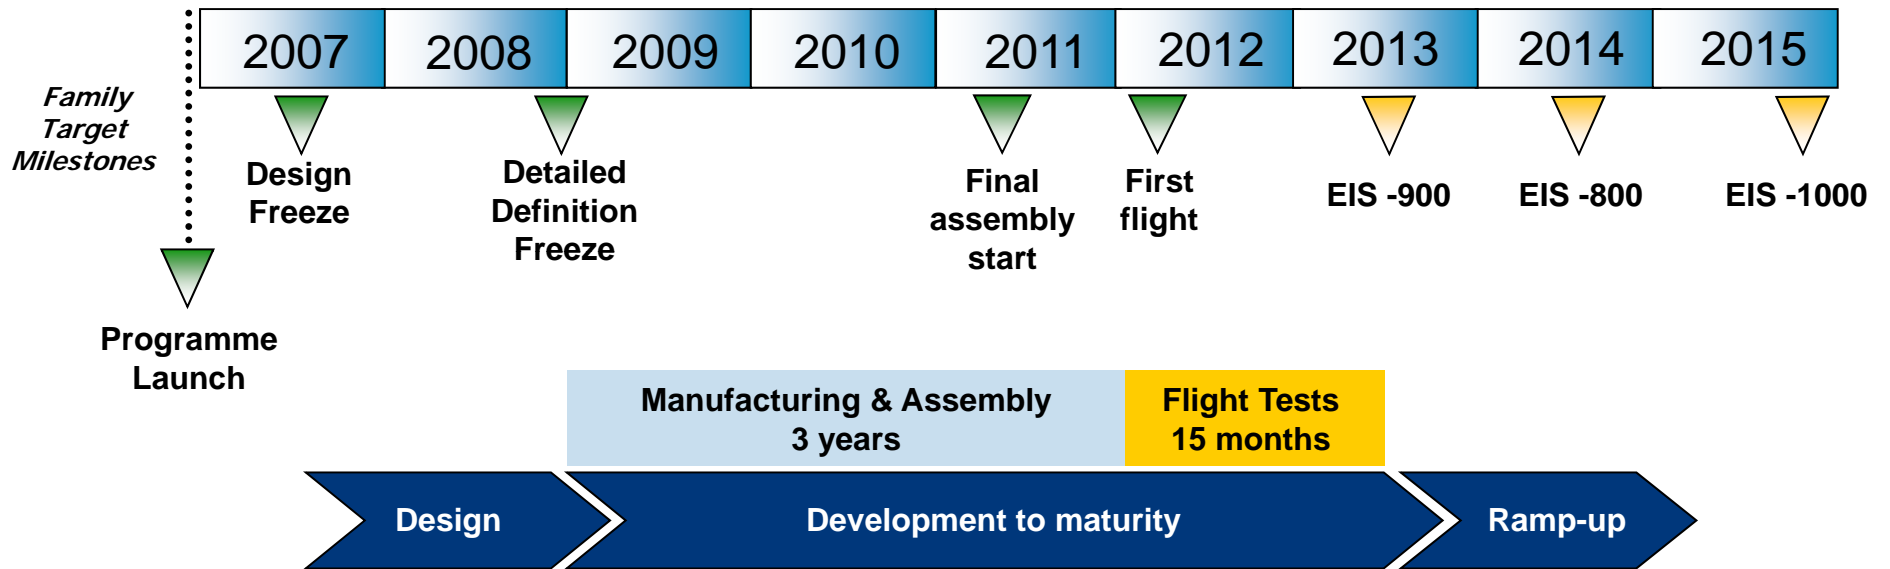 2007 2008 2009 2010 2011 2012 2013 2014 2015
Family
Target
Milestones
Design
Freeze
Detailed
Definition
Freeze
Final
assembly
start
First
flight
EIS -900
EIS -800
EIS -1000
Programme
Launch
Manufacturing & Assembly
3 years
Flight Tests
15 months
Design
Development to maturity
Ramp-up